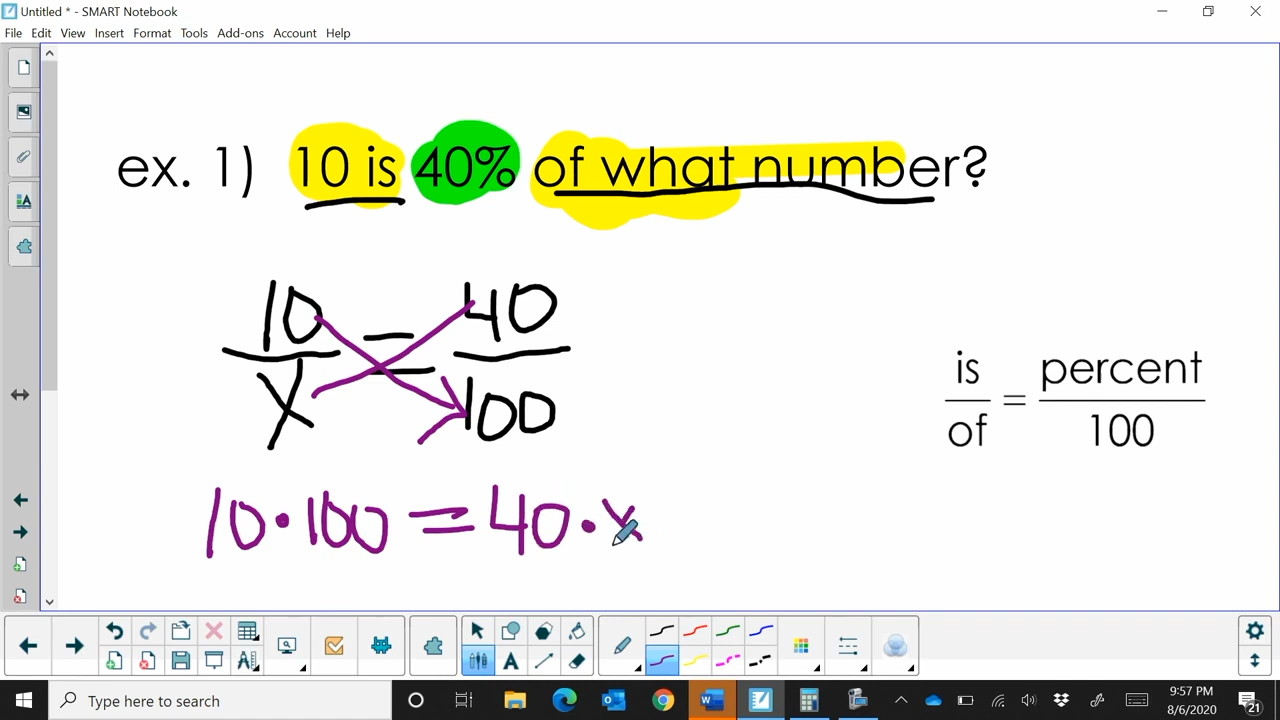 Untitled * - SMART Notebook
File Edit View Insert Format Tools Add-ons Account Help
ex. 1) 10 is 40% of what number?
10 = 40
X 100
is = percent
of 100
10 · 100 = 40 · x
Type here to search
9:57 PM
8/6/2020
21